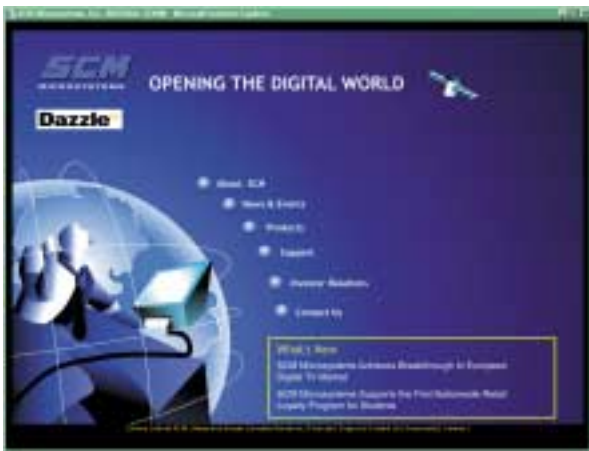 SCM
MICROSYSTEMS
OPENING THE DIGITAL WORLD
Dazzle
About SCM
News & Events
Products
Support
Investor Relations
Contact Us
What's New
SCM Microsystems Achieves Breakthrough in European
Digital TV Market
SCM Microsystems Supports the First Nationwide Retail
Loyalty Program for Students